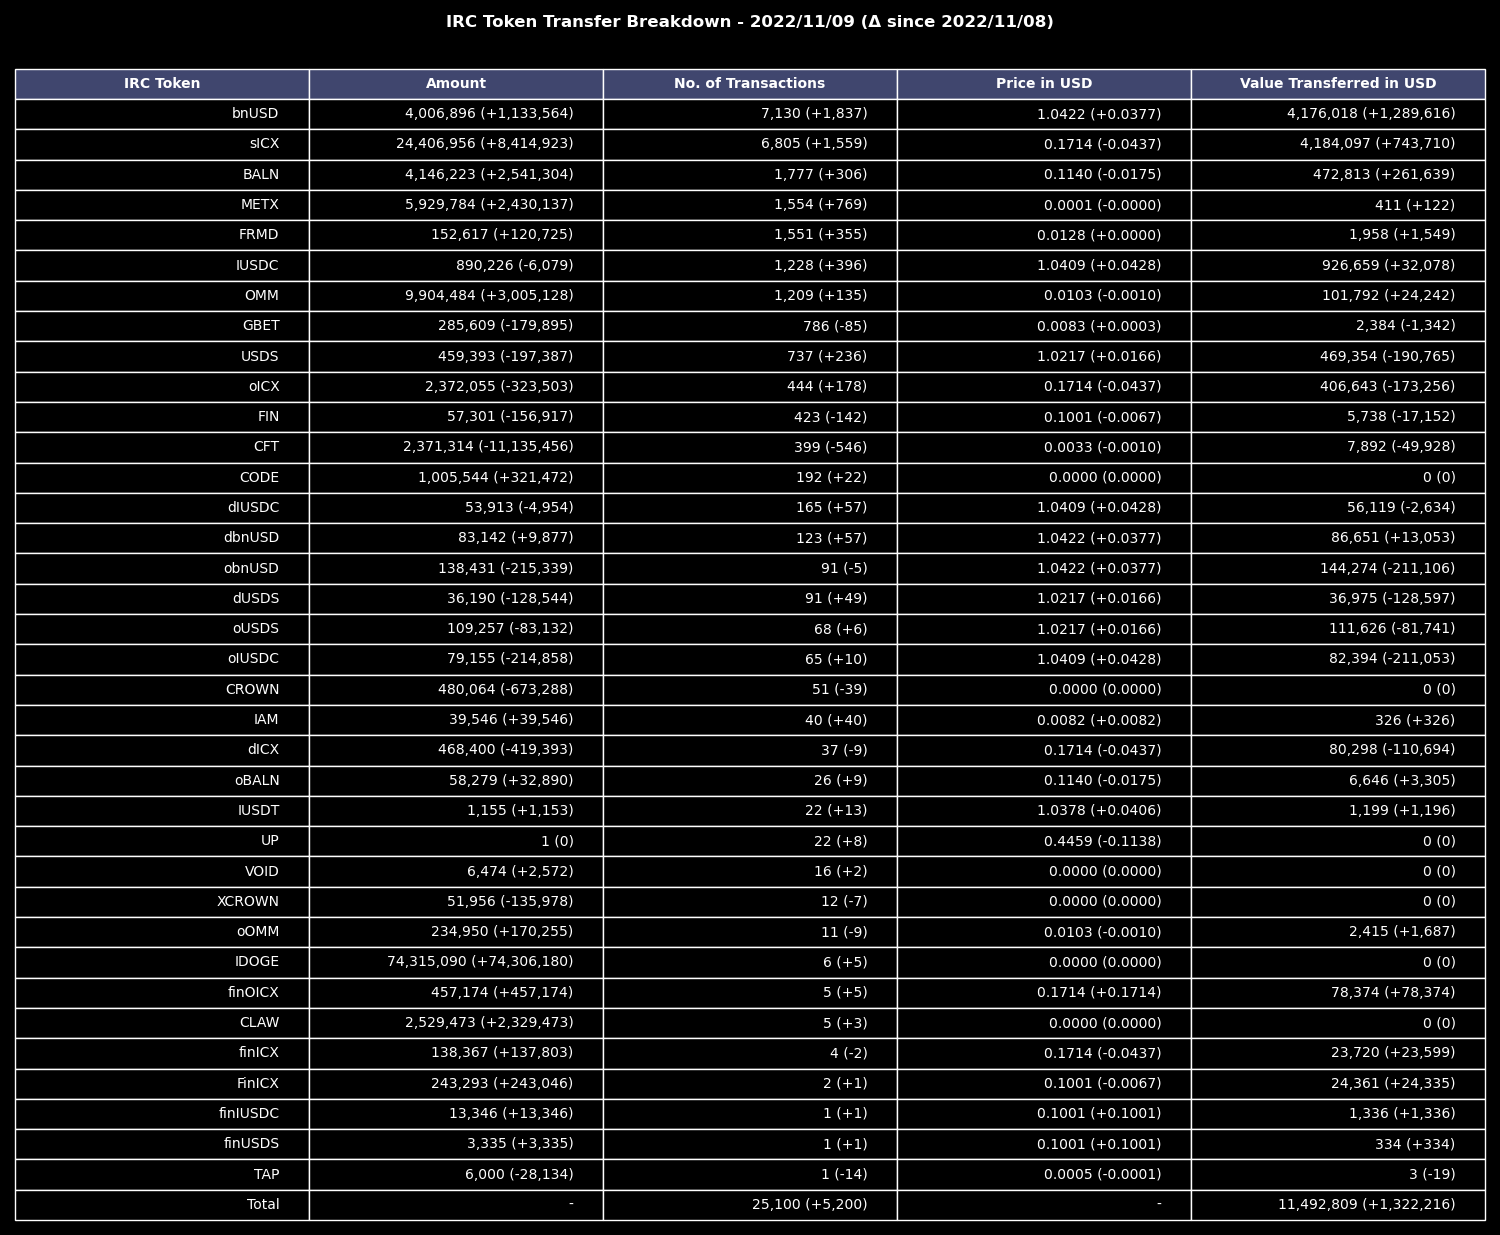 IRC Token Transfer Breakdown - 2022/11/09 (Δ since 2022/11/08)
IRC Token Amount No. of Transactions Price in USD Value Transferred in USD
bnUSD 4,006,896 (+1,133,564) 7,130 (+1,837) 1.0422 (+0.0377) 4,176,018 (+1,289,616)
sICX 24,406,956 (+8,414,923) 6,805 (+1,559) 0.1714 (-0.0437) 4,184,097 (+743,710)
BALN 4,146,223 (+2,541,304) 1,777 (+306) 0.1140 (-0.0175) 472,813 (+261,639)
METX 5,929,784 (+2,430,137) 1,554 (+769) 0.0001 (-0.0000) 411 (+122)
FRMD 152,617 (+120,725) 1,551 (+355) 0.0128 (+0.0000) 1,958 (+1,549)
IUSDC 890,226 (-6,079) 1,228 (+396) 1.0409 (+0.0428) 926,659 (+32,078)
OMM 9,904,484 (+3,005,128) 1,209 (+135) 0.0103 (-0.0010) 101,792 (+24,242)
GBET 285,609 (-179,895) 786 (-85) 0.0083 (+0.0003) 2,384 (-1,342)
USDS 459,393 (-197,387) 737 (+236) 1.0217 (+0.0166) 469,354 (-190,765)
oICX 2,372,055 (-323,503) 444 (+178) 0.1714 (-0.0437) 406,643 (-173,256)
FIN 57,301 (-156,917) 423 (-142) 0.1001 (-0.0067) 5,738 (-17,152)
CFT 2,371,314 (-11,135,456) 399 (-546) 0.0033 (-0.0010) 7,892 (-49,928)
CODE 1,005,544 (+321,472) 192 (+22) 0.0000 (0.0000) 0 (0)
dIUSDC 53,913 (-4,954) 165 (+57) 1.0409 (+0.0428) 56,119 (-2,634)
dbnUSD 83,142 (+9,877) 123 (+57) 1.0422 (+0.0377) 86,651 (+13,053)
obnUSD 138,431 (-215,339) 91 (-5) 1.0422 (+0.0377) 144,274 (-211,106)
dUSDS 36,190 (-128,544) 91 (+49) 1.0217 (+0.0166) 36,975 (-128,597)
oUSDS 109,257 (-83,132) 68 (+6) 1.0217 (+0.0166) 111,626 (-81,741)
oIUSDC 79,155 (-214,858) 65 (+10) 1.0409 (+0.0428) 82,394 (-211,053)
CROWN 480,064 (-673,288) 51 (-39) 0.0000 (0.0000) 0 (0)
IAM 39,546 (+39,546) 40 (+40) 0.0082 (+0.0082) 326 (+326)
dICX 468,400 (-419,393) 37 (-9) 0.1714 (-0.0437) 80,298 (-110,694)
oBALN 58,279 (+32,890) 26 (+9) 0.1140 (-0.0175) 6,646 (+3,305)
IUSDT 1,155 (+1,153) 22 (+13) 1.0378 (+0.0406) 1,199 (+1,196)
UP 1 (0) 22 (+8) 0.4459 (-0.1138) 0 (0)
VOID 6,474 (+2,572) 16 (+2) 0.0000 (0.0000) 0 (0)
XCROWN 51,956 (-135,978) 12 (-7) 0.0000 (0.0000) 0 (0)
oOMM 234,950 (+170,255) 11 (-9) 0.0103 (-0.0010) 2,415 (+1,687)
IDOGE 74,315,090 (+74,306,180) 6 (+5) 0.0000 (0.0000) 0 (0)
finOICX 457,174 (+457,174) 5 (+5) 0.1714 (+0.1714) 78,374 (+78,374)
CLAW 2,529,473 (+2,329,473) 5 (+3) 0.0000 (0.0000) 0 (0)
finICX 138,367 (+137,803) 4 (-2) 0.1714 (-0.0437) 23,720 (+23,599)
FinICX 243,293 (+243,046) 2 (+1) 0.1001 (-0.0067) 24,361 (+24,335)
finIUSDC 13,346 (+13,346) 1 (+1) 0.1001 (+0.1001) 1,336 (+1,336)
finUSDS 3,335 (+3,335) 1 (+1) 0.1001 (+0.1001) 334 (+334)
TAP 6,000 (-28,134) 1 (-14) 0.0005 (-0.0001) 3 (-19)
Total - 25,100 (+5,200) - 11,492,809 (+1,322,216)